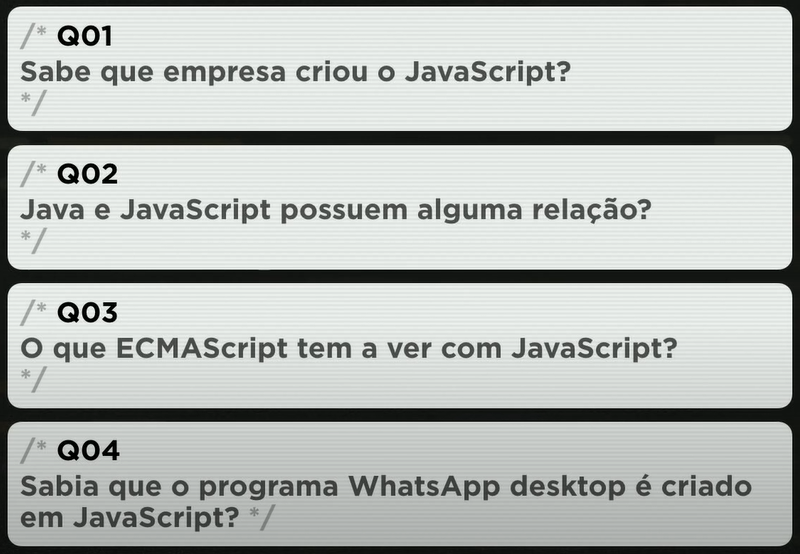 /* Q01
Sabe que empresa criou o JavaScript?
*/
/* Q02
Java e JavaScript possuem alguma relação?
*/
/* Q03
O que ECMAScript tem a ver com JavaScript?
*/
/* Q04
Sabia que o programa WhatsApp desktop é criado
em JavaScript? */